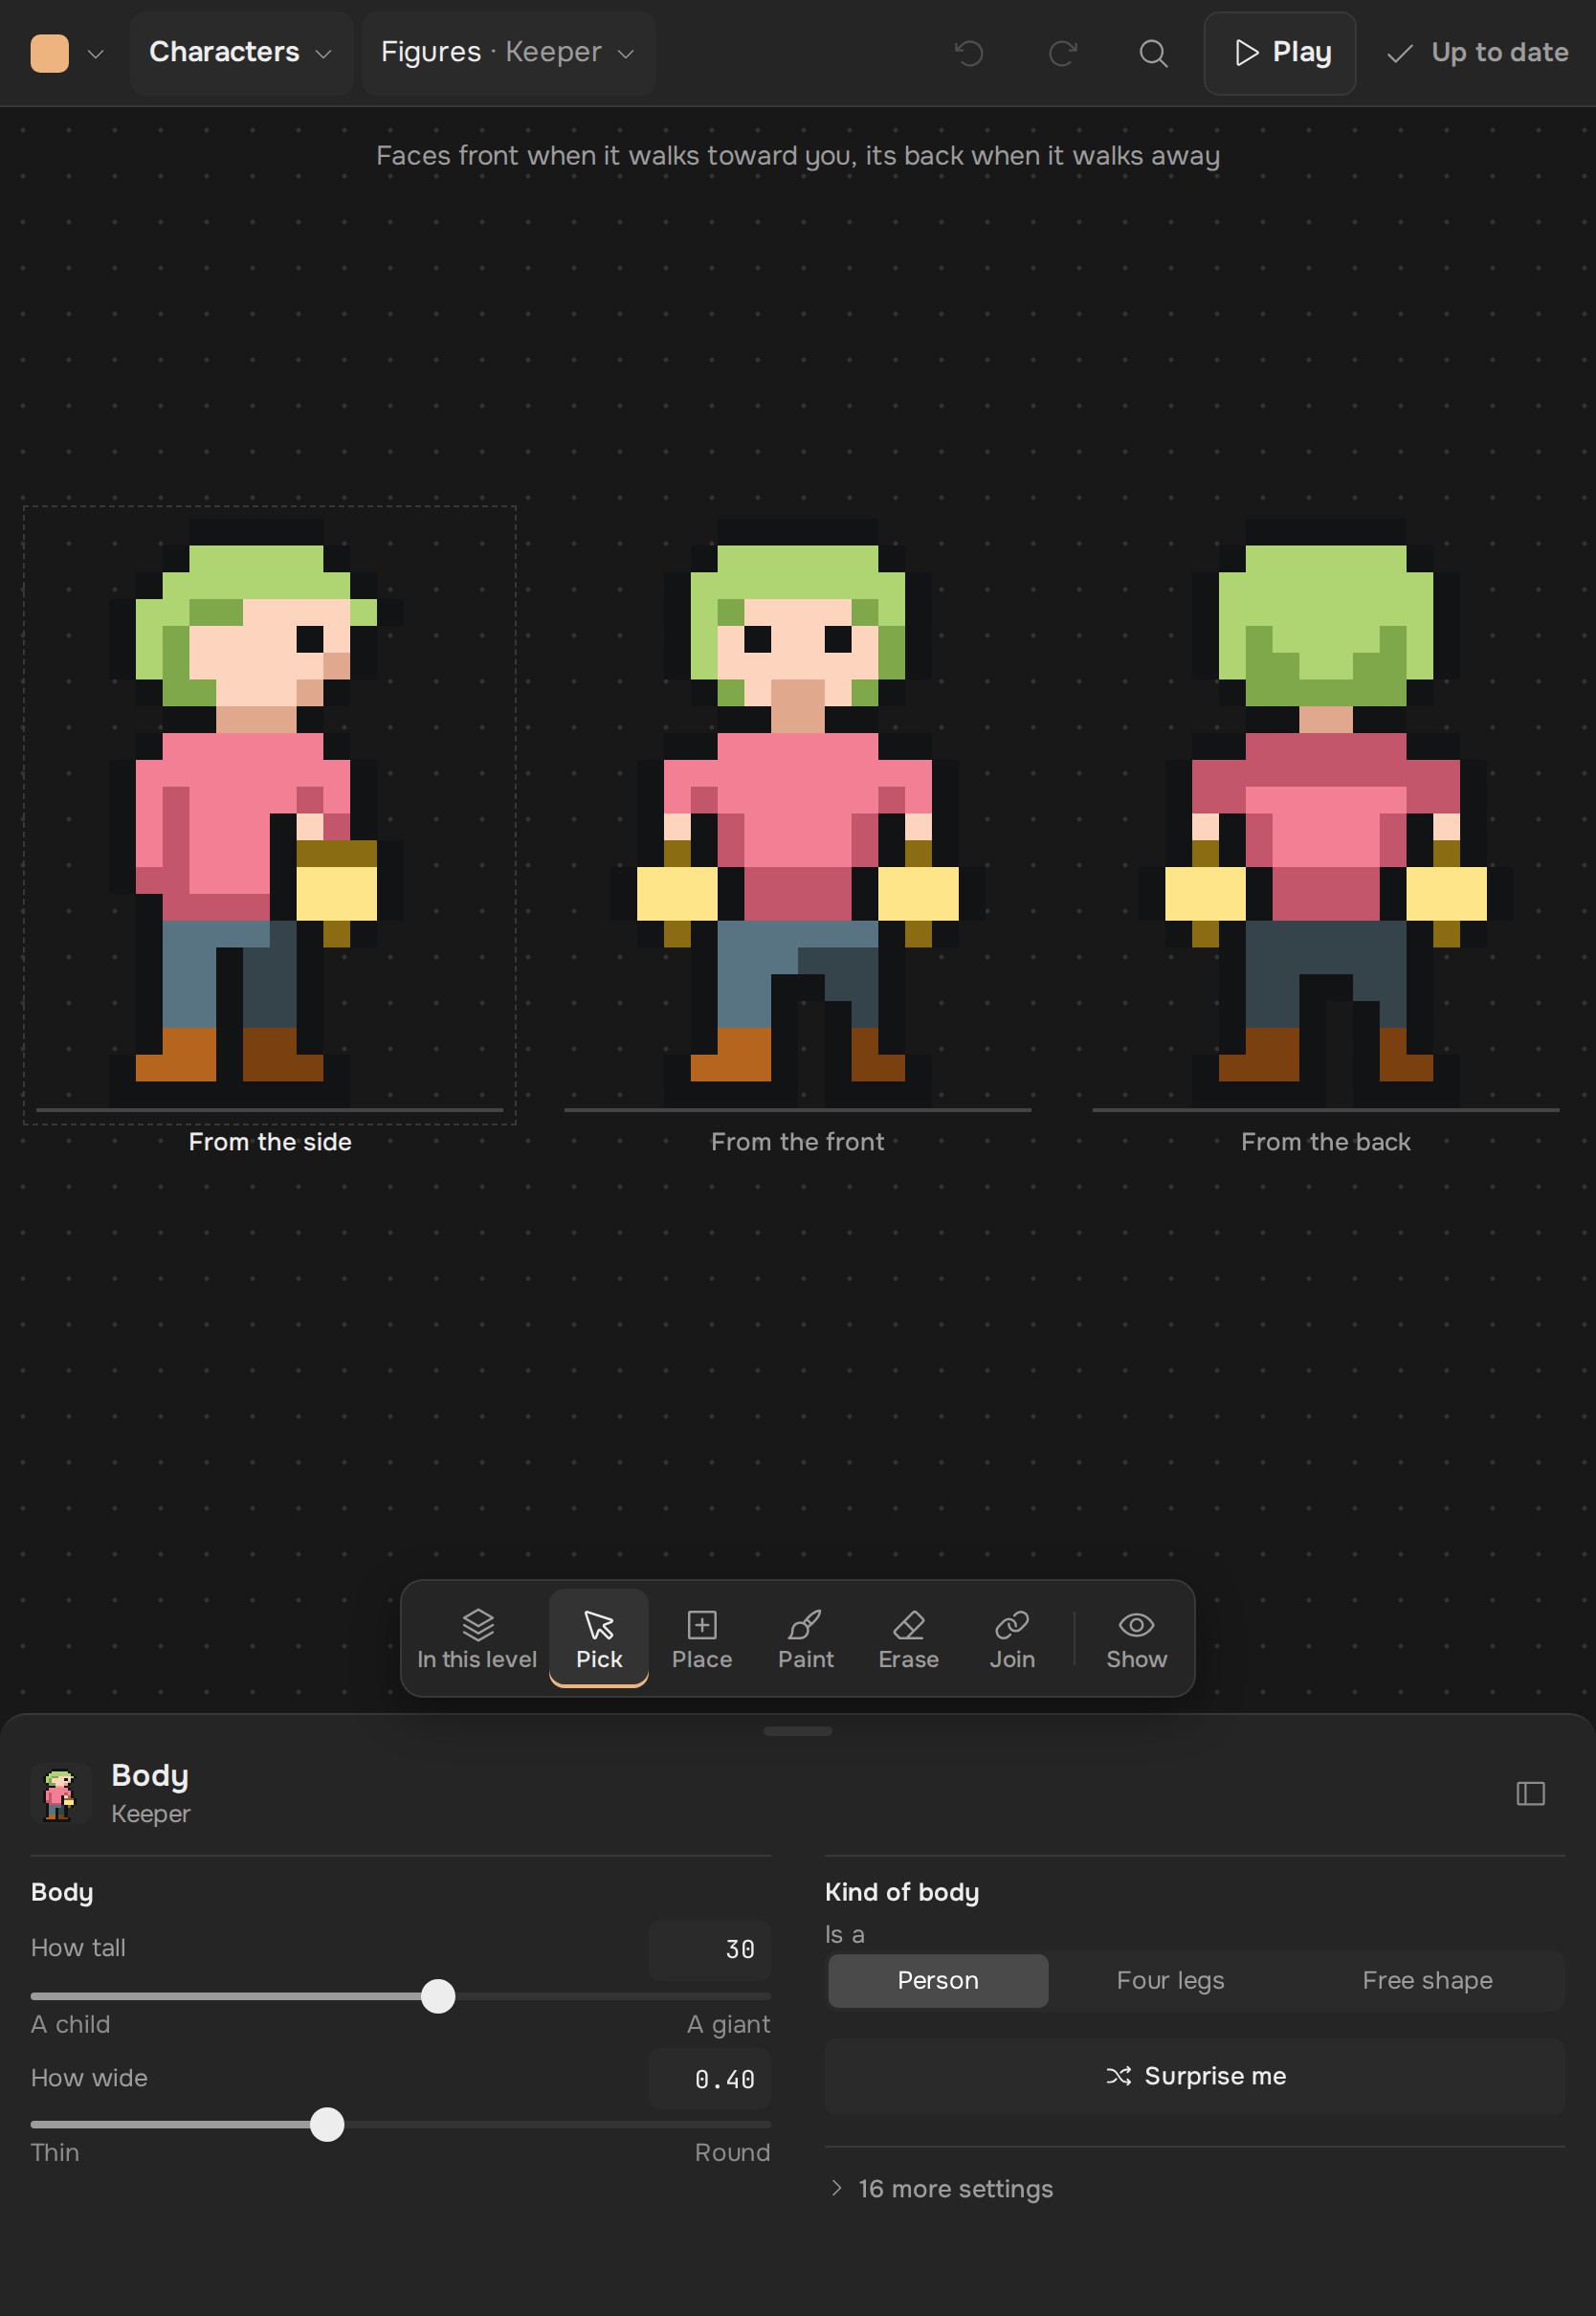 Characters
Figures · Keeper
Play
Up to date
Faces front when it walks toward you, its back when it walks away
From the side
From the front
From the back
In this level
Pick
Place
Paint
Erase
Join
Show
Body
Keeper
Body
How tall
30
A child
A giant
How wide
0.40
Thin
Round
Kind of body
Is a
Person
Four legs
Free shape
Surprise me
16 more settings